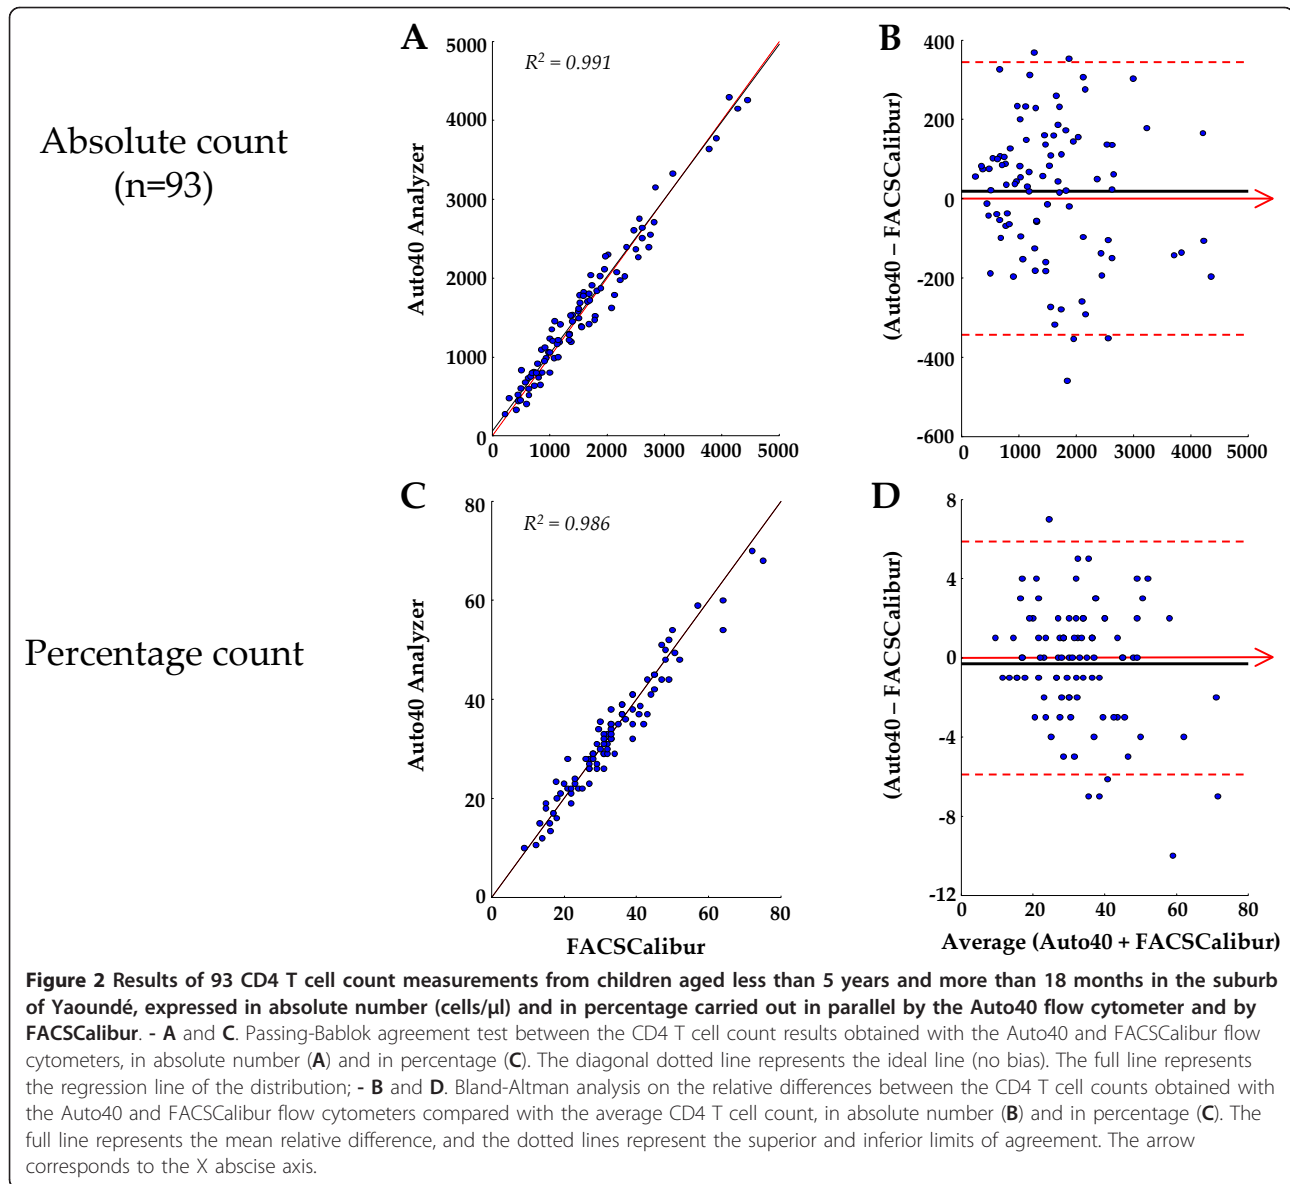 A
B
Absolute count
(n=93)
R² = 0.991
5000
4000
3000
2000
1000
0
Auto40 Analyzer
0 1000 2000 3000 4000 5000
400
200
0
-200
-400
-600
(Auto40 – FACSCalibur)
0 1000 2000 3000 4000 5000
C
D
Percentage count
R² = 0.986
80
60
40
20
0
Auto40 Analyzer
0 20 40 60 80
FACSCalibur
8
4
0
-4
-8
-12
(Auto40 – FACSCalibur)
0 20 40 60 80
Average (Auto40 + FACSCalibur)
Figure 2 Results of 93 CD4 T cell count measurements from children aged less than 5 years and more than 18 months in the suburb
of Yaoundé, expressed in absolute number (cells/μl) and in percentage carried out in parallel by the Auto40 flow cytometer and by
FACSCalibur. - A and C. Passing-Bablok agreement test between the CD4 T cell count results obtained with the Auto40 and FACSCalibur flow
cytometers, in absolute number (A) and in percentage (C). The diagonal dotted line represents the ideal line (no bias). The full line represents
the regression line of the distribution; - B and D. Bland-Altman analysis on the relative differences between the CD4 T cell counts obtained with
the Auto40 and FACSCalibur flow cytometers compared with the average CD4 T cell count, in absolute number (B) and in percentage (C). The
full line represents the mean relative difference, and the dotted lines represent the superior and inferior limits of agreement. The arrow
corresponds to the X abscise axis.